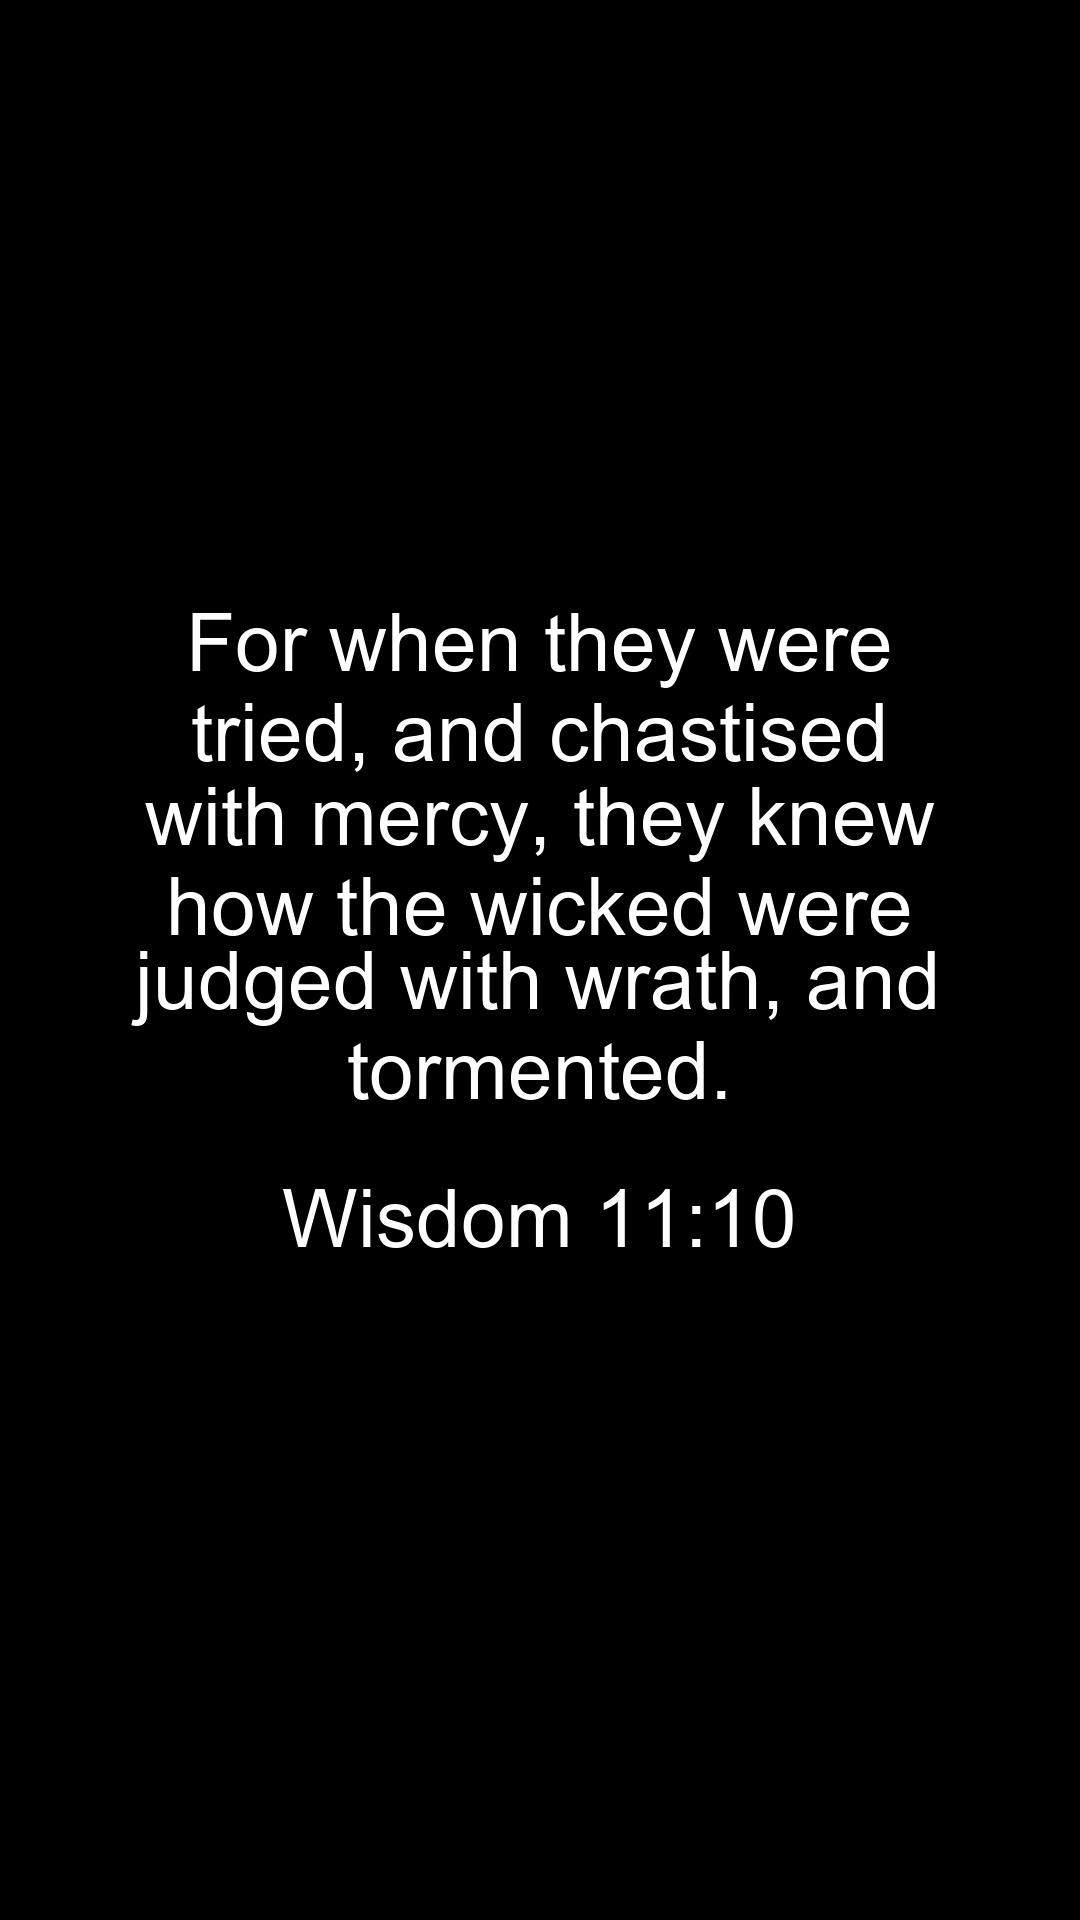 For when they were
tried, and chastised
with mercy, they knew
how the wicked were
judged with wrath, and
tormented.
Wisdom 11:10